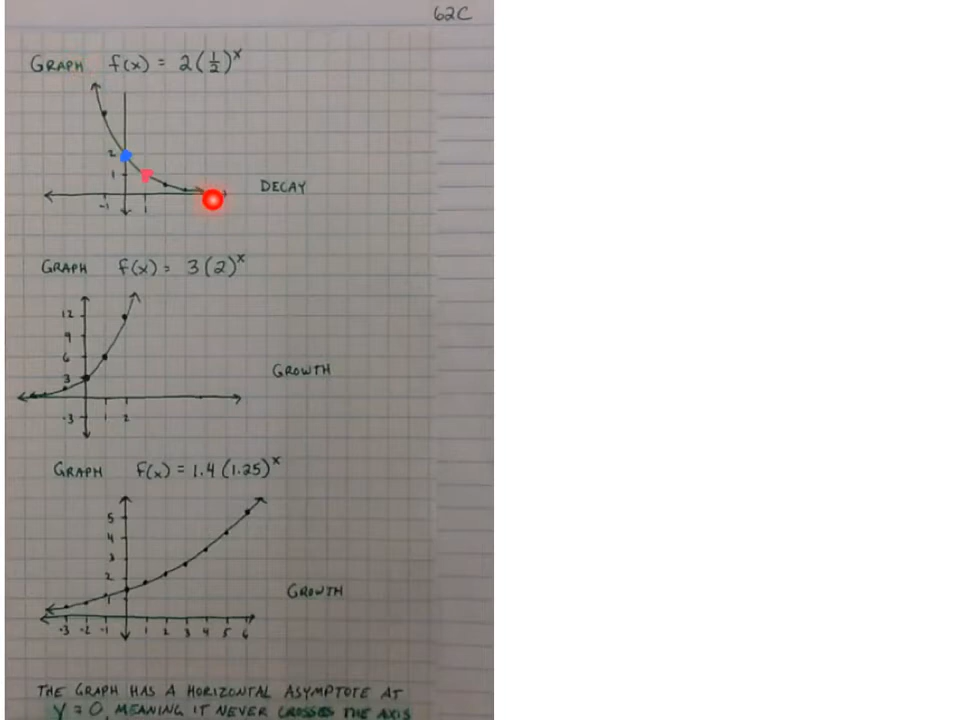 62C
GRAPH f(x) = 2(1/2)^x
2
1
-1 1
DECAY
GRAPH f(x) = 3(2)^x
12
9
6
3
-3
1 2
GROWTH
GRAPH f(x) = 1.4(1.25)^x
5
4
3
2
1
-3 -2 -1 1 2 3 4 5 6
GROWTH
THE GRAPH HAS A HORIZONTAL ASYMPTOTE AT
y = 0, MEANING IT NEVER CROSSES THE AXIS